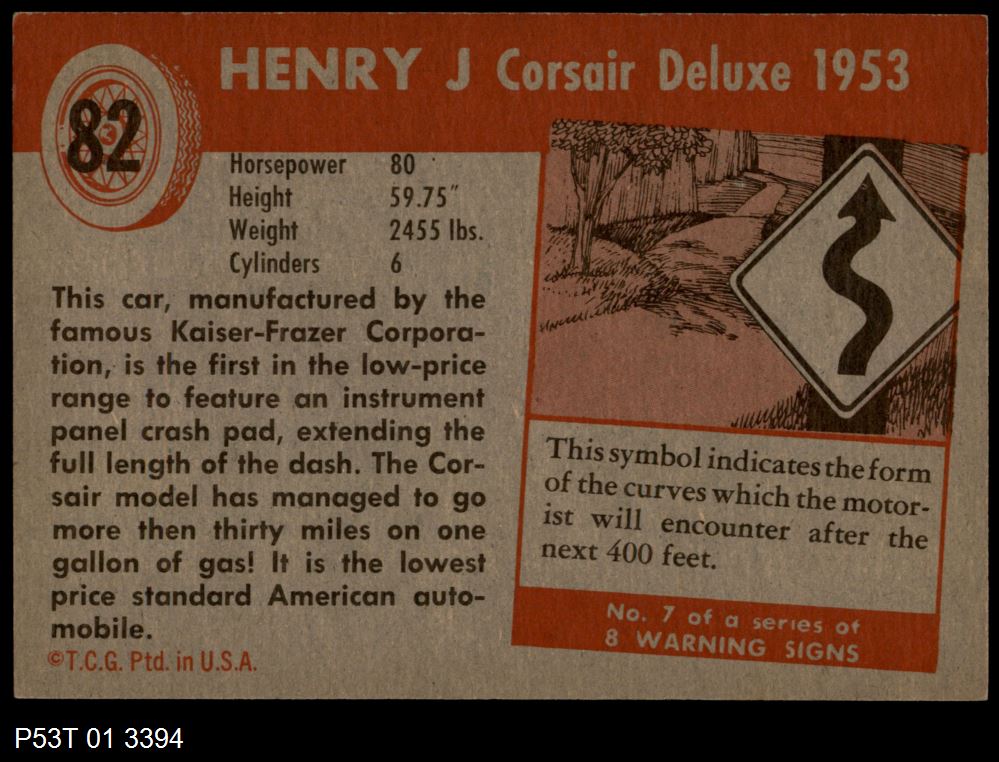 82
HENRY J Corsair Deluxe 1953
Horsepower 80
Height 59.75"
Weight 2455 lbs.
Cylinders 6
This car, manufactured by the
famous Kaiser-Frazer Corpora-
tion, is the first in the low-price
range to feature an instrument
panel crash pad, extending the
full length of the dash. The Cor-
sair model has managed to go
more then thirty miles on one
gallon of gas! It is the lowest
price standard American auto-
mobile.
©T.C.G. Ptd. in U.S.A.
This symbol indicates the form
of the curves which the motor-
ist will encounter after the
next 400 feet.
No. 7 of a series of
8 WARNING SIGNS
P53T 01 3394